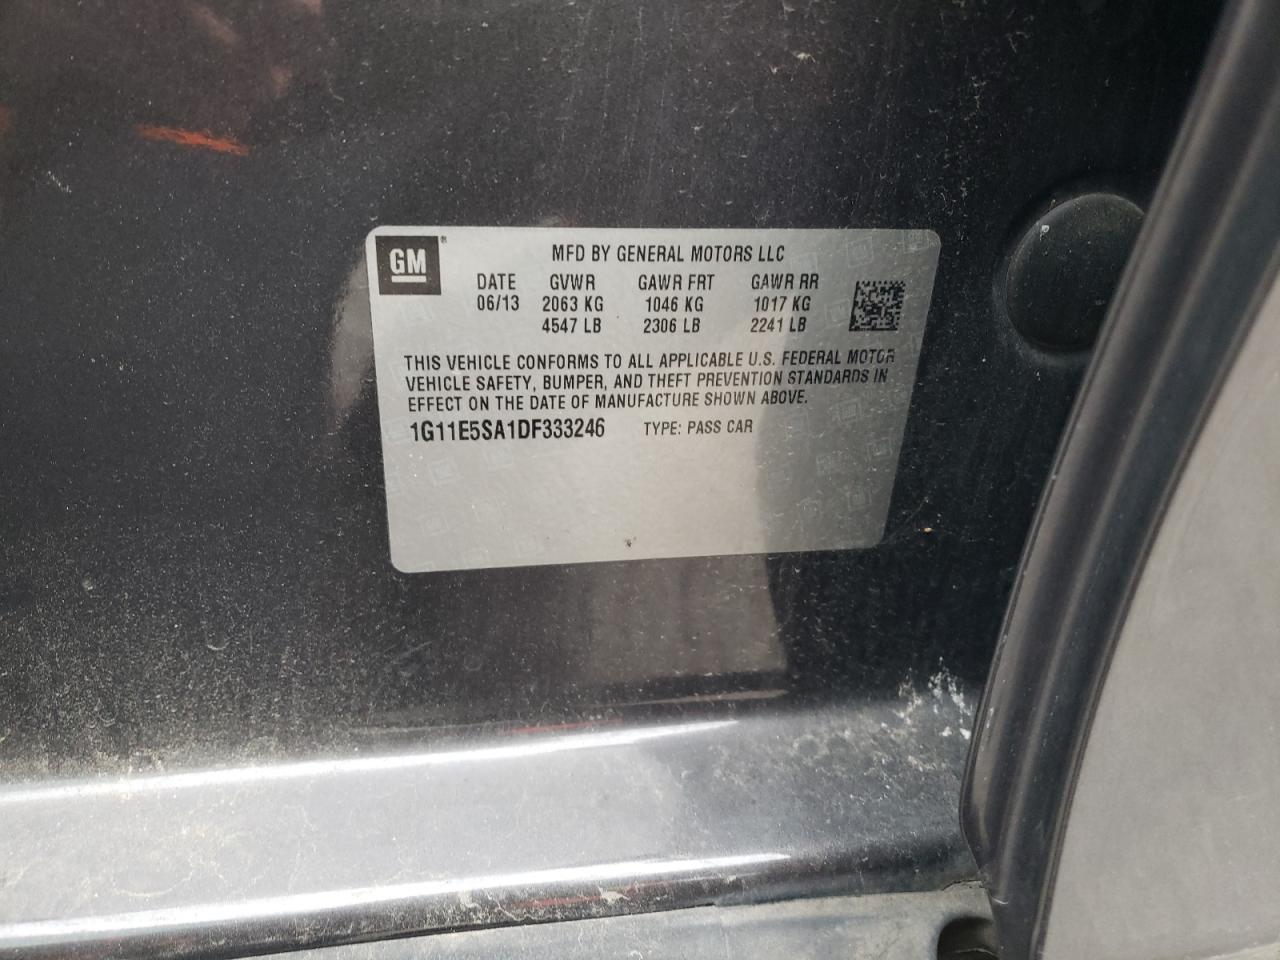 GM ®
MFD BY GENERAL MOTORS LLC
DATE GVWR GAWR FRT GAWR RR
06/13 2063 KG 1046 KG 1017 KG
4547 LB 2306 LB 2241 LB
THIS VEHICLE CONFORMS TO ALL APPLICABLE U.S. FEDERAL MOTOR
VEHICLE SAFETY, BUMPER, AND THEFT PREVENTION STANDARDS IN
EFFECT ON THE DATE OF MANUFACTURE SHOWN ABOVE.
1G11E5SA1DF333246 TYPE: PASS CAR